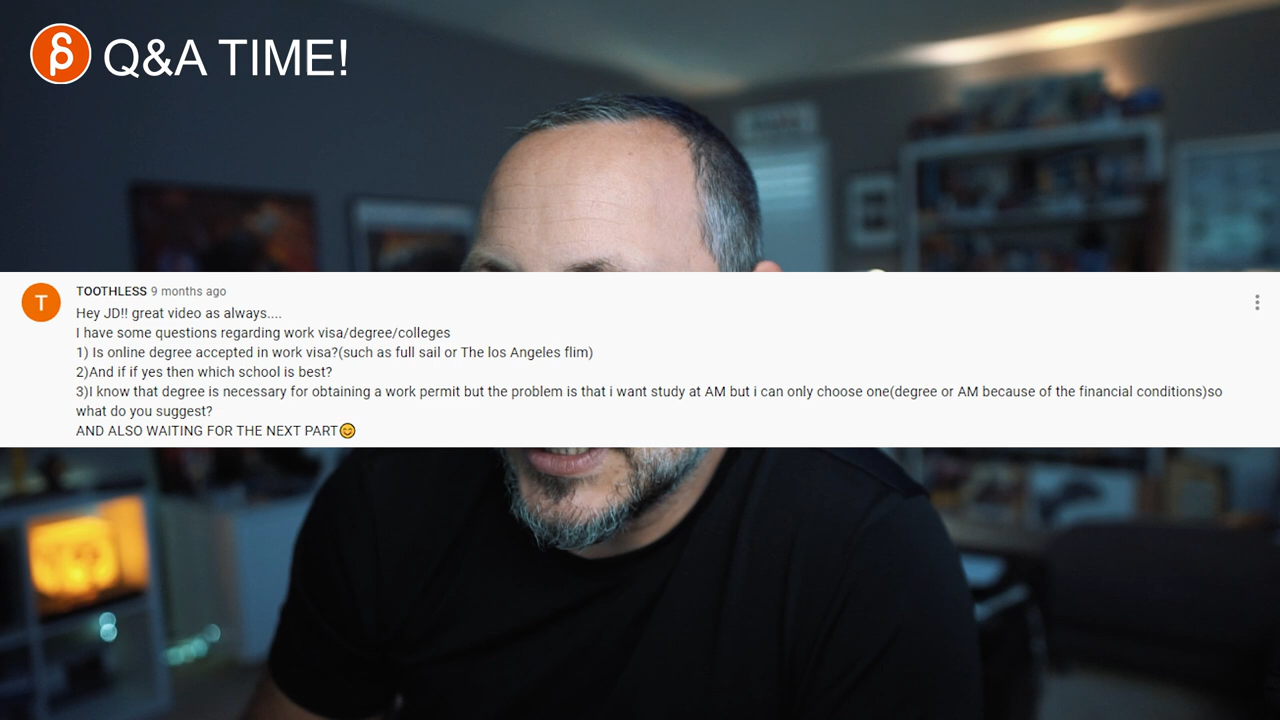 Q&A TIME!
T
TOOTHLESS 9 months ago
Hey JD!! great video as always....
I have some questions regarding work visa/degree/colleges
1) Is online degree accepted in work visa?(such as full sail or The los Angeles flim)
2)And if if yes then which school is best?
3)I know that degree is necessary for obtaining a work permit but the problem is that i want study at AM but i can only choose one(degree or AM because of the financial conditions)so
what do you suggest?
AND ALSO WAITING FOR THE NEXT PART😊